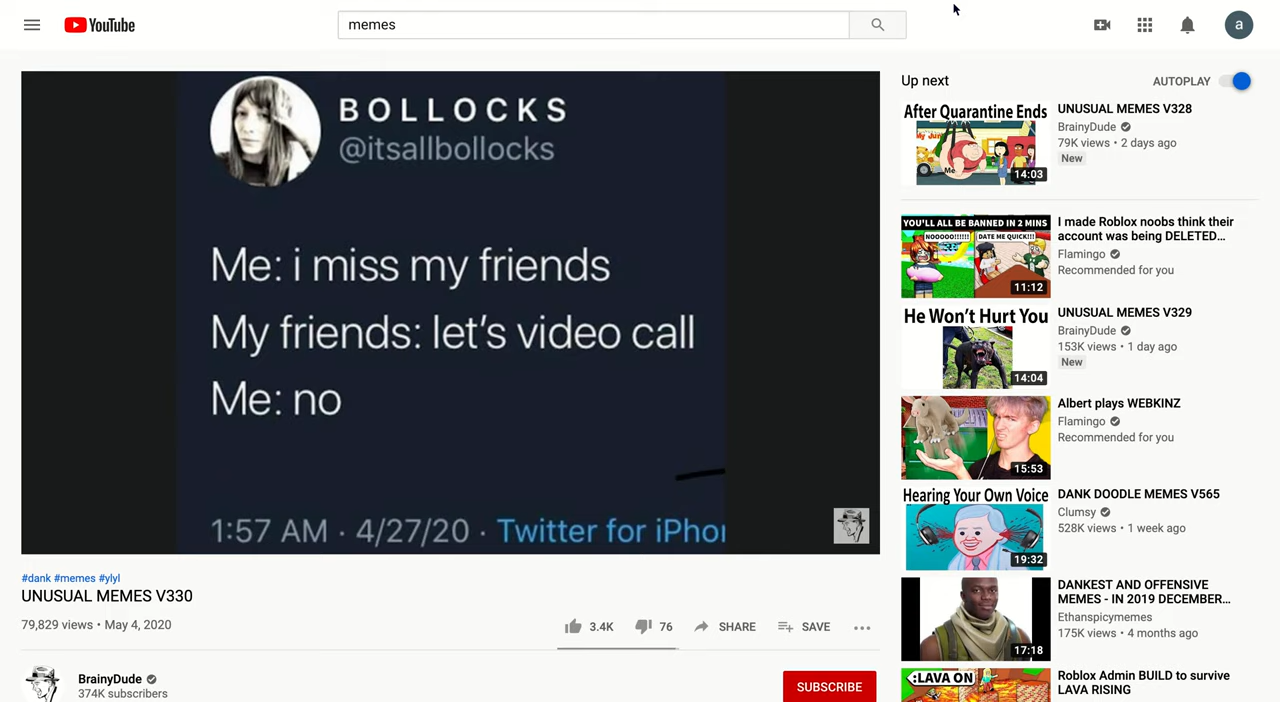 YouTube
memes
a
BOLLOCKS
@itsallbollocks
Me: i miss my friends
My friends: let's video call
Me: no
1:57 AM · 4/27/20 · Twitter for iPhon
#dank #memes #ylyl
UNUSUAL MEMES V330
79,829 views • May 4, 2020
3.4K
76
SHARE
SAVE
BrainyDude
374K subscribers
SUBSCRIBE
Up next
AUTOPLAY
After Quarantine Ends
Me
14:03
UNUSUAL MEMES V328
BrainyDude
79K views • 2 days ago
New
YOU'LL ALL BE BANNED IN 2 MINS
NOOOOO!!!!!!
DATE ME QUICK!!!
11:12
I made Roblox noobs think their
account was being DELETED...
Flamingo
Recommended for you
He Won't Hurt You
14:04
UNUSUAL MEMES V329
BrainyDude
153K views • 1 day ago
New
15:53
Albert plays WEBKINZ
Flamingo
Recommended for you
Hearing Your Own Voice
19:32
DANK DOODLE MEMES V565
Clumsy
528K views • 1 week ago
17:18
DANKEST AND OFFENSIVE
MEMES - IN 2019 DECEMBER...
Ethanspicymemes
175K views • 4 months ago
:LAVA ON
Roblox Admin BUILD to survive
LAVA RISING